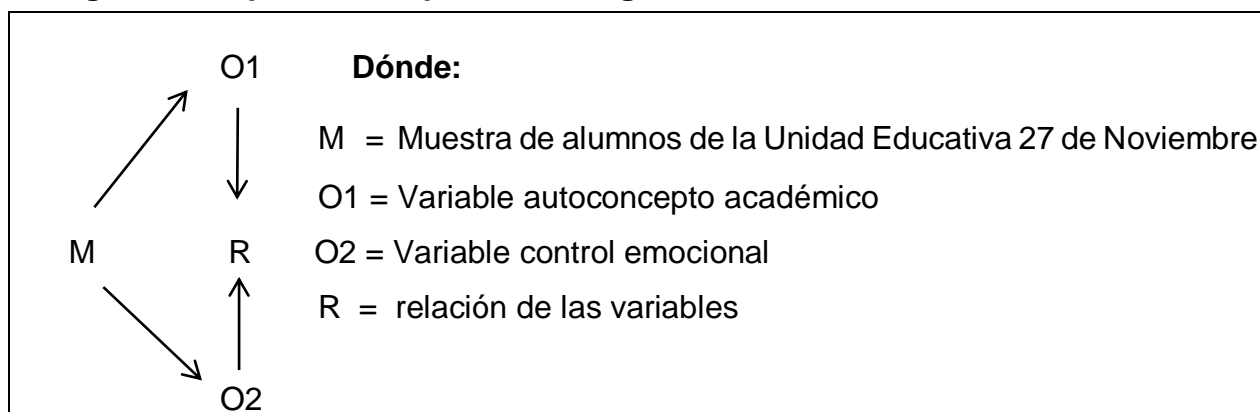 O1 Dónde:
M = Muestra de alumnos de la Unidad Educativa 27 de Noviembre
O1 = Variable autoconcepto académico
M R O2 = Variable control emocional
R = relación de las variables
O2